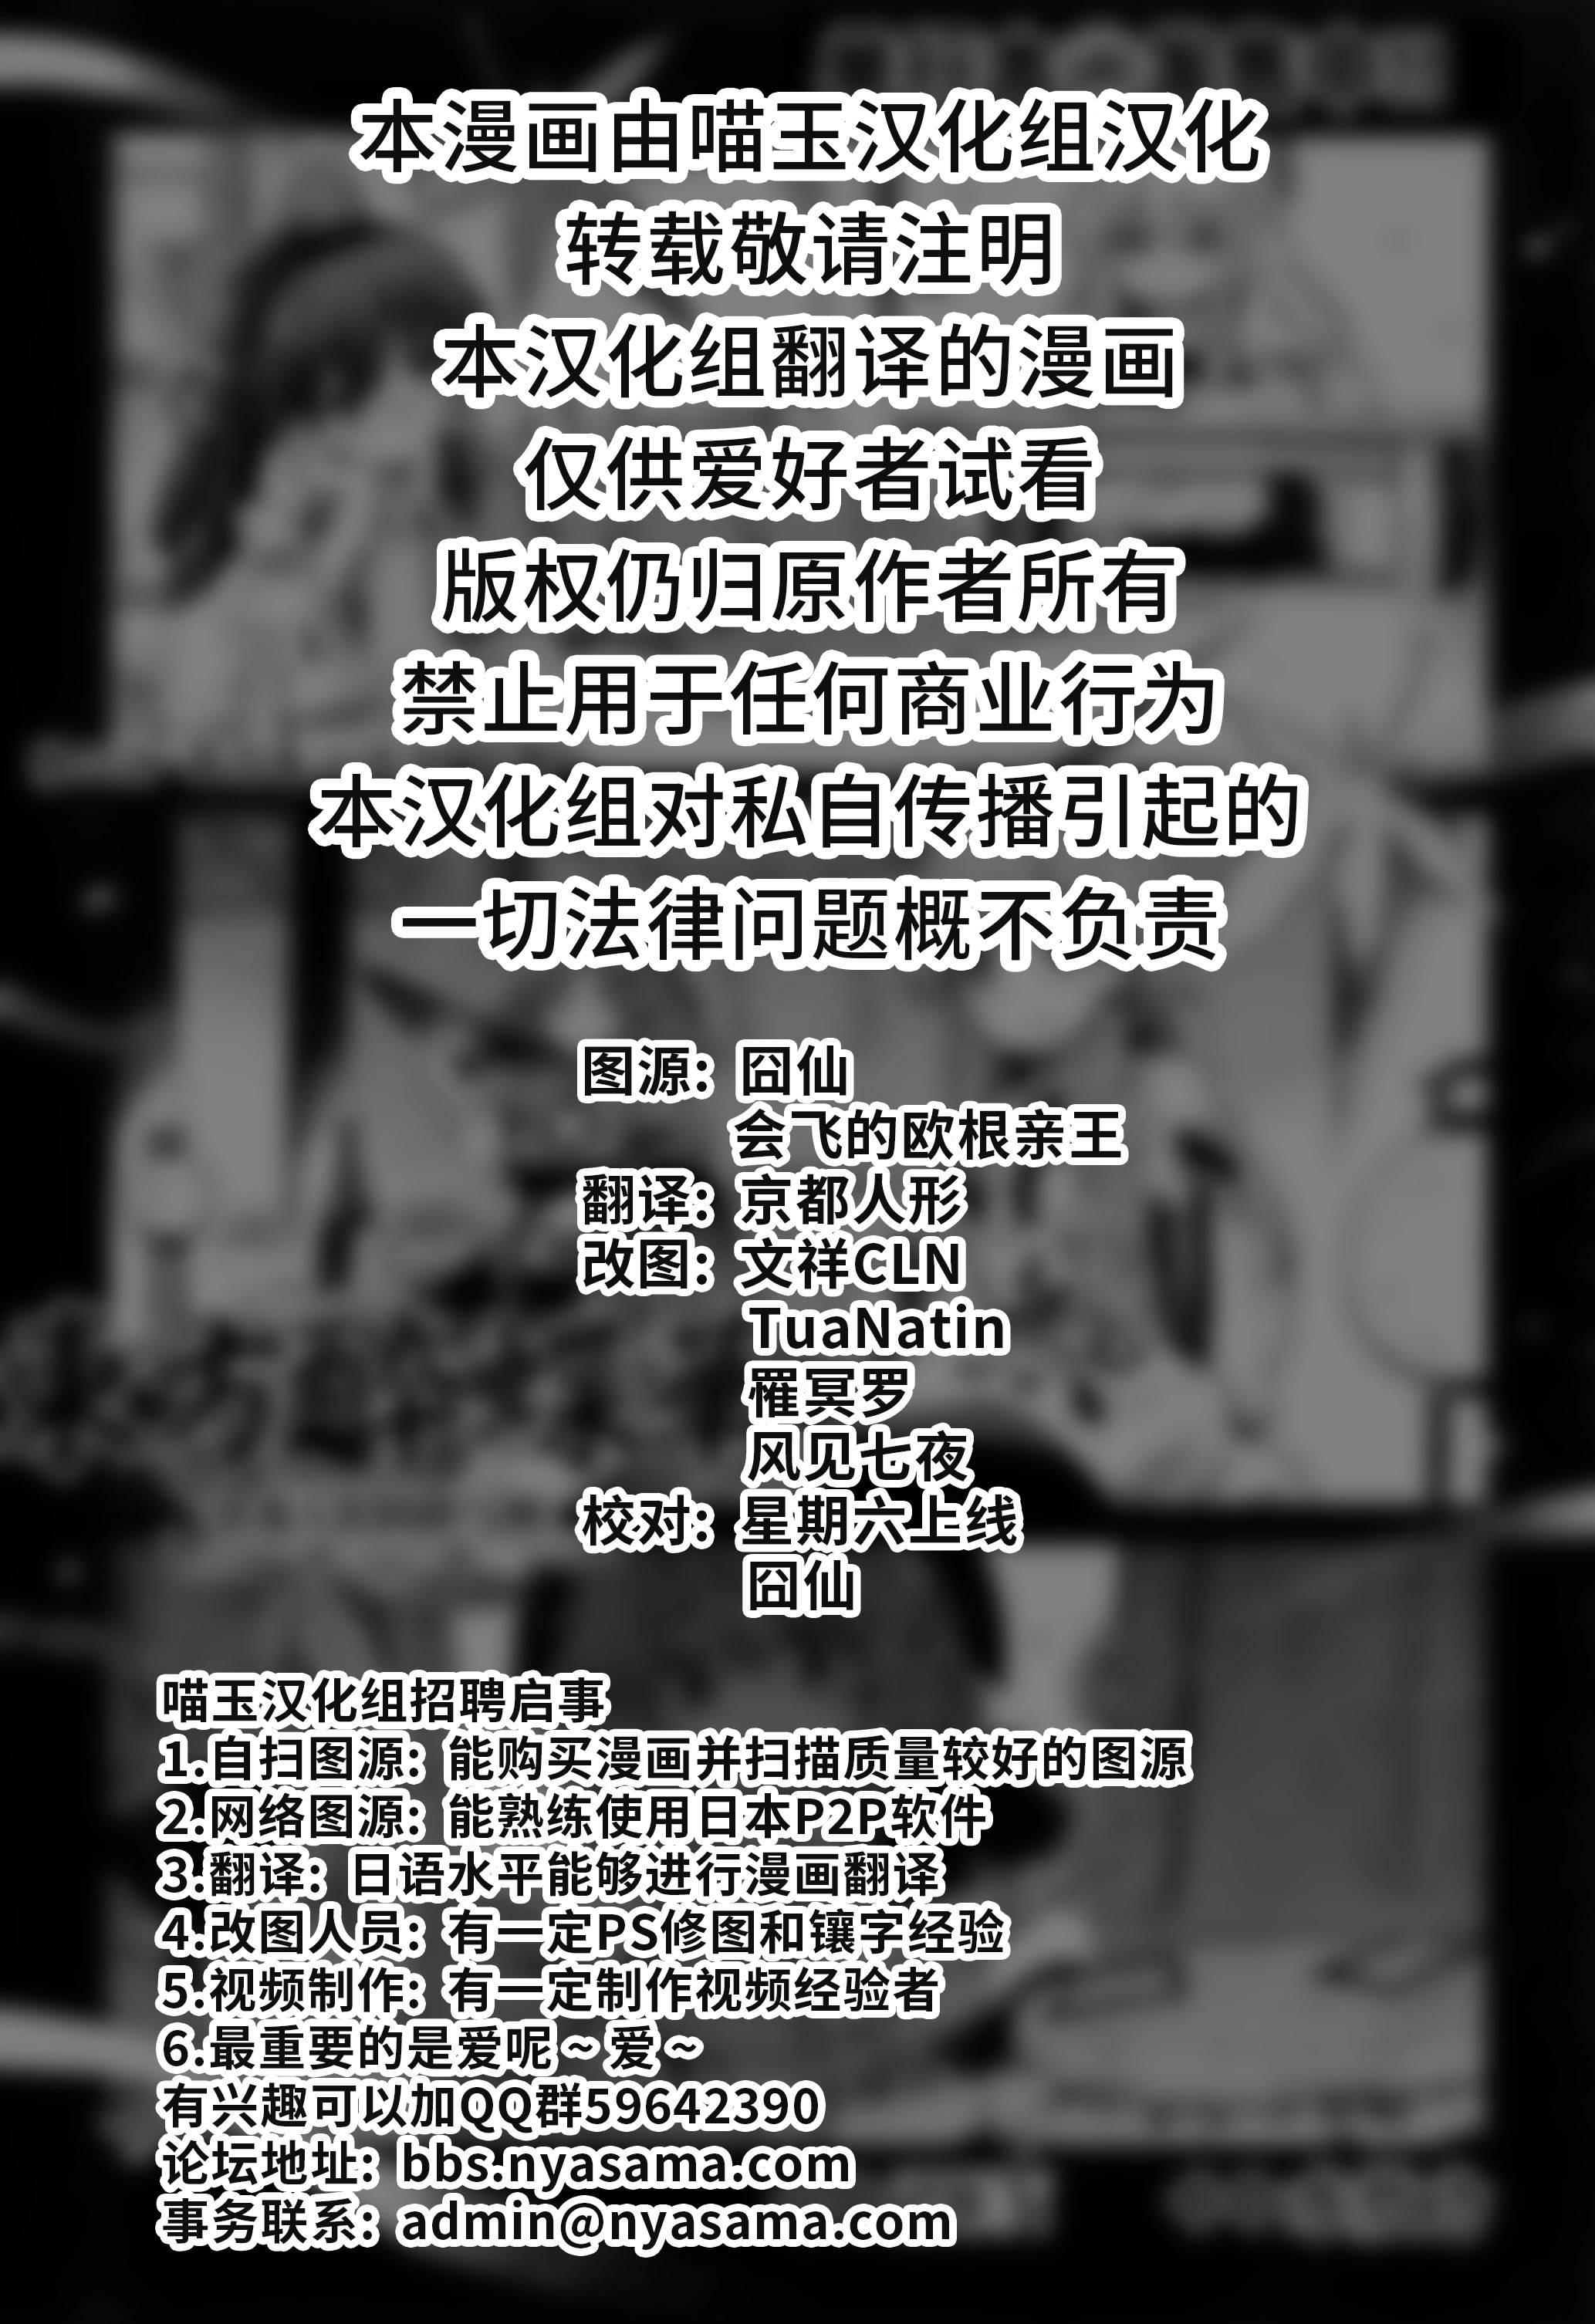 本漫画由喵玉汉化组汉化
转载敬请注明
本汉化组翻译的漫画
仅供爱好者试看
版权仍归原作者所有
禁止用于任何商业行为
本汉化组对私自传播引起的
一切法律问题概不负责
图源：囧仙
会飞的欧根亲王
翻译：京都人形
改图：文祥CLN
TuaNatin
罹冥罗
风见七夜
校对：星期六上线
囧仙
喵玉汉化组招聘启事
1.自扫图源：能购买漫画并扫描质量较好的图源
2.网络图源：能熟练使用日本P2P软件
3.翻译：日语水平能够进行漫画翻译
4.改图人员：有一定PS修图和镶字经验
5.视频制作：有一定制作视频经验者
6.最重要的是爱呢～爱～
有兴趣可以加QQ群59642390
论坛地址：bbs.nyasama.com
事务联系：admin@nyasama.com